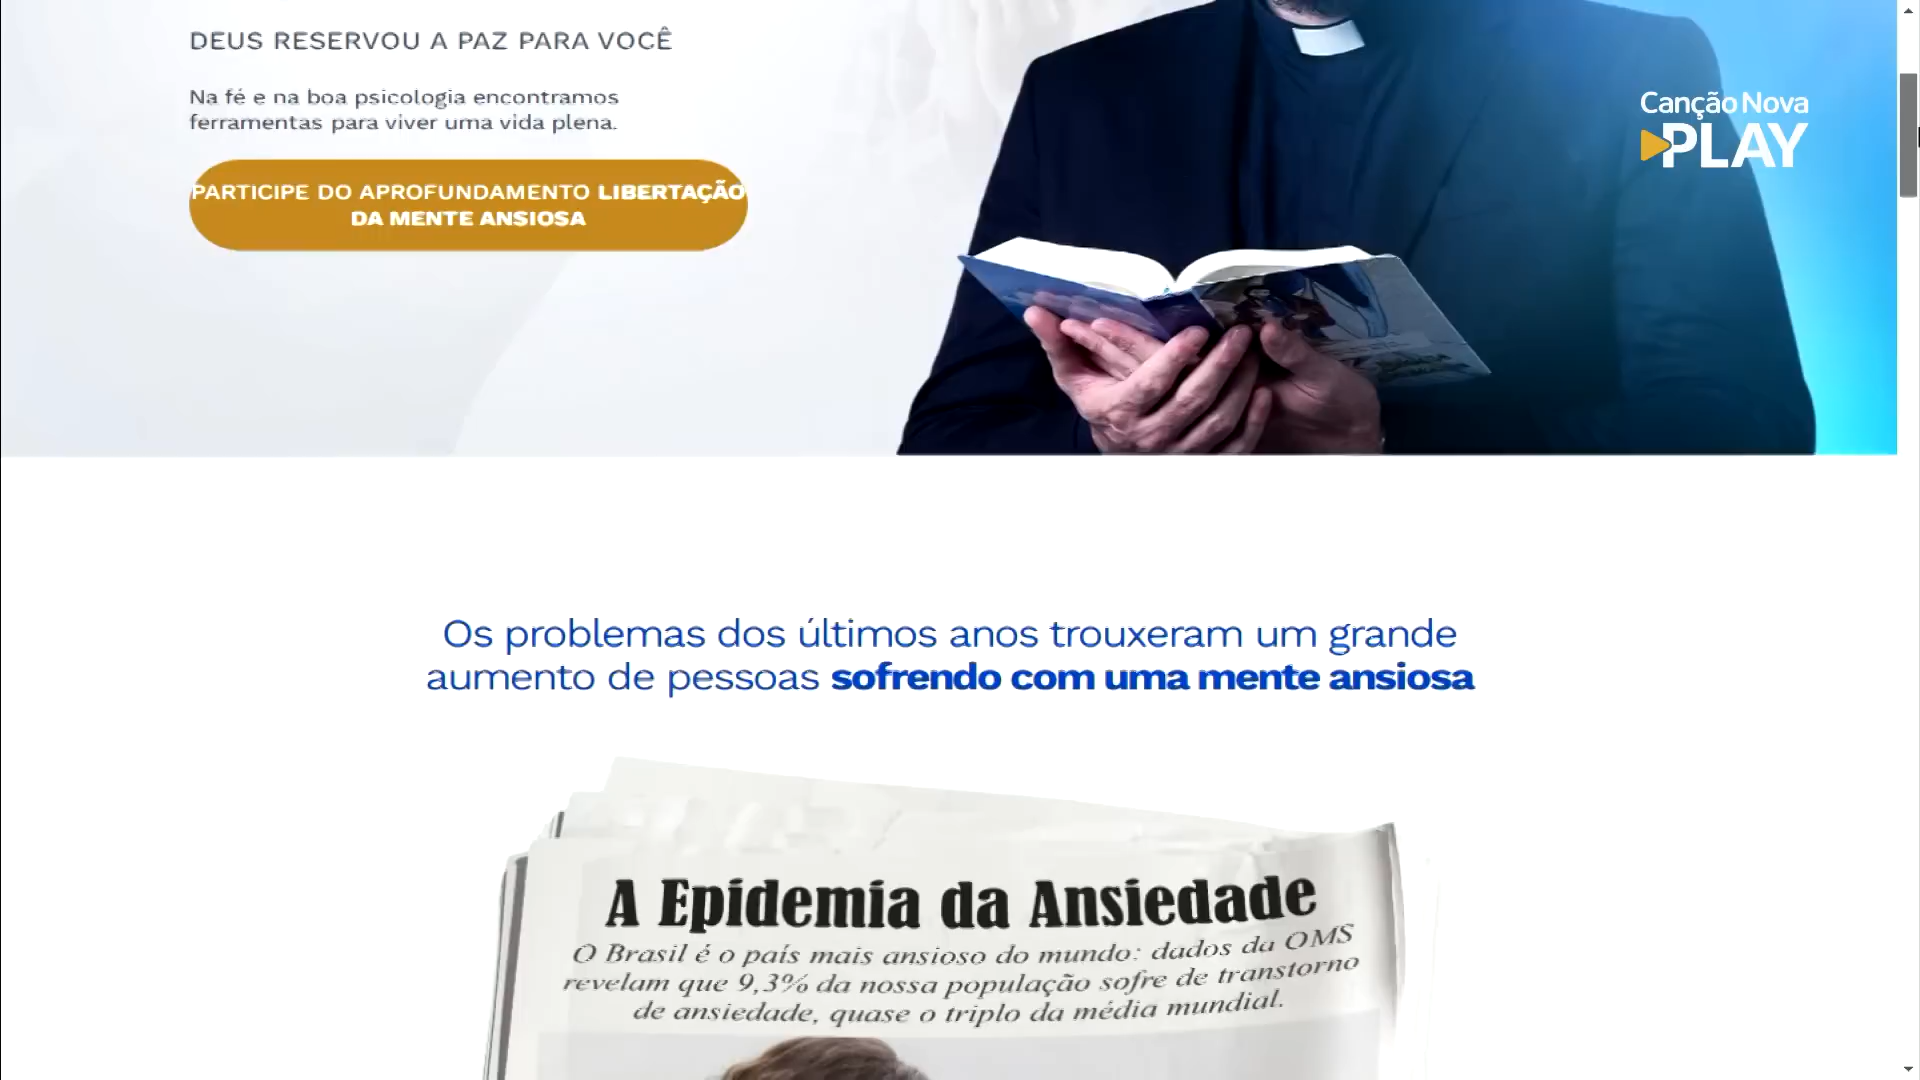 DEUS RESERVOU A PAZ PARA VOCÊ
Na fé e na boa psicologia encontramos
ferramentas para viver uma vida plena.
PARTICIPE DO APROFUNDAMENTO LIBERTAÇÃO
DA MENTE ANSIOSA
Canção Nova
PLAY
Os problemas dos últimos anos trouxeram um grande
aumento de pessoas sofrendo com uma mente ansiosa
A Epidemia da Ansiedade
O Brasil é o país mais ansioso do mundo: dados da OMS
revelam que 9,3% da nossa população sofre de transtorno
de ansiedade, quase o triplo da média mundial.